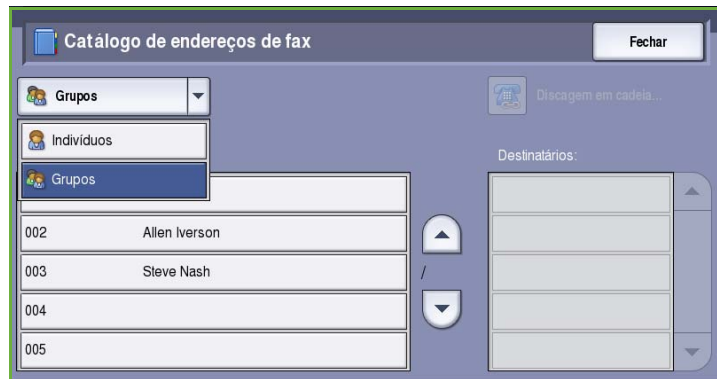 Catálogo de endereços de fax
Fechar
Grupos
Discagem em cadeia...
Indivíduos
Grupos
Destinatários:
002 Allen Iverson
003 Steve Nash
/
004
005